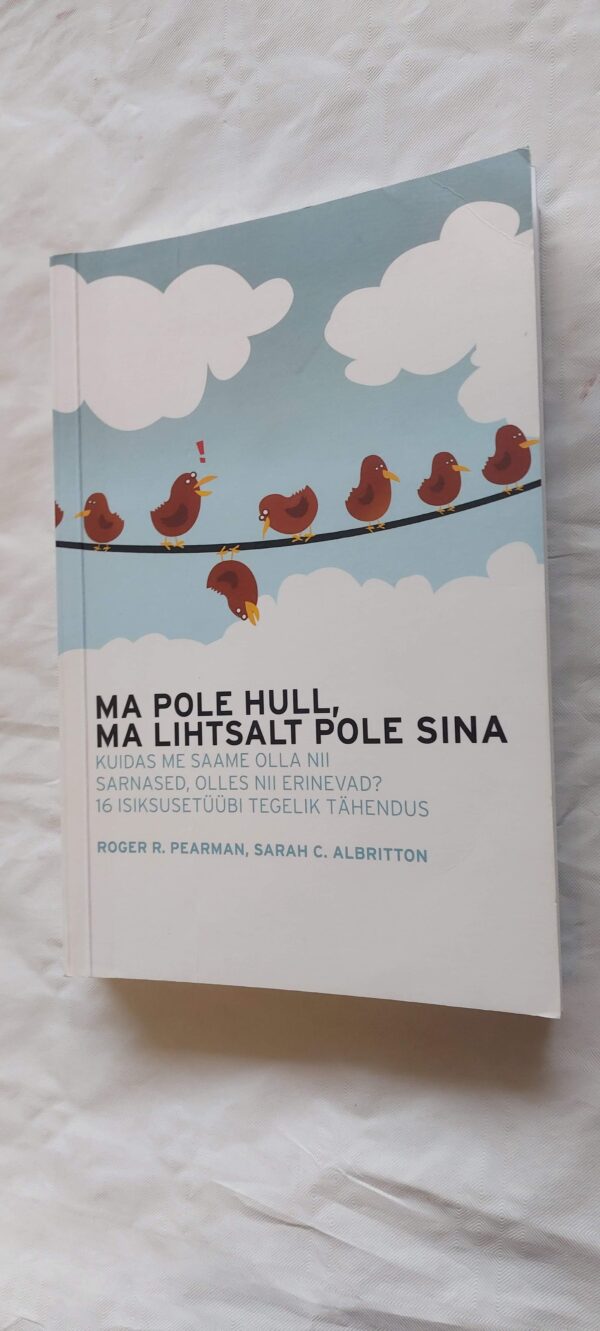 !
MA POLE HULL,
MA LIHTSALT POLE SINA
KUIDAS ME SAAME OLLA NII
SARNASED, OLLES NII ERINEVAD?
16 ISIKSUSETÜÜBI TEGELIK TÄHENDUS
ROGER R. PEARMAN, SARAH C. ALBRITTON